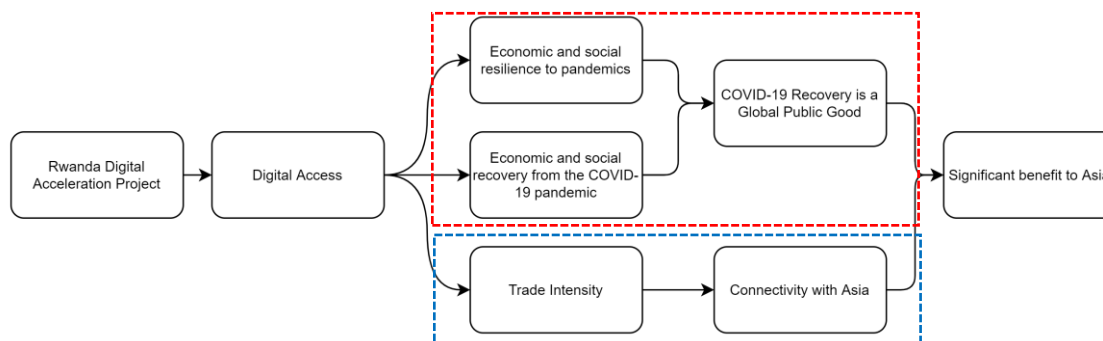 Rwanda Digital
Acceleration Project
Digital Access
Economic and social
resilience to pandemics
Economic and social
recovery from the COVID-
19 pandemic
COVID-19 Recovery is a
Global Public Good
Trade Intensity
Connectivity with Asia
Significant benefit to Asia